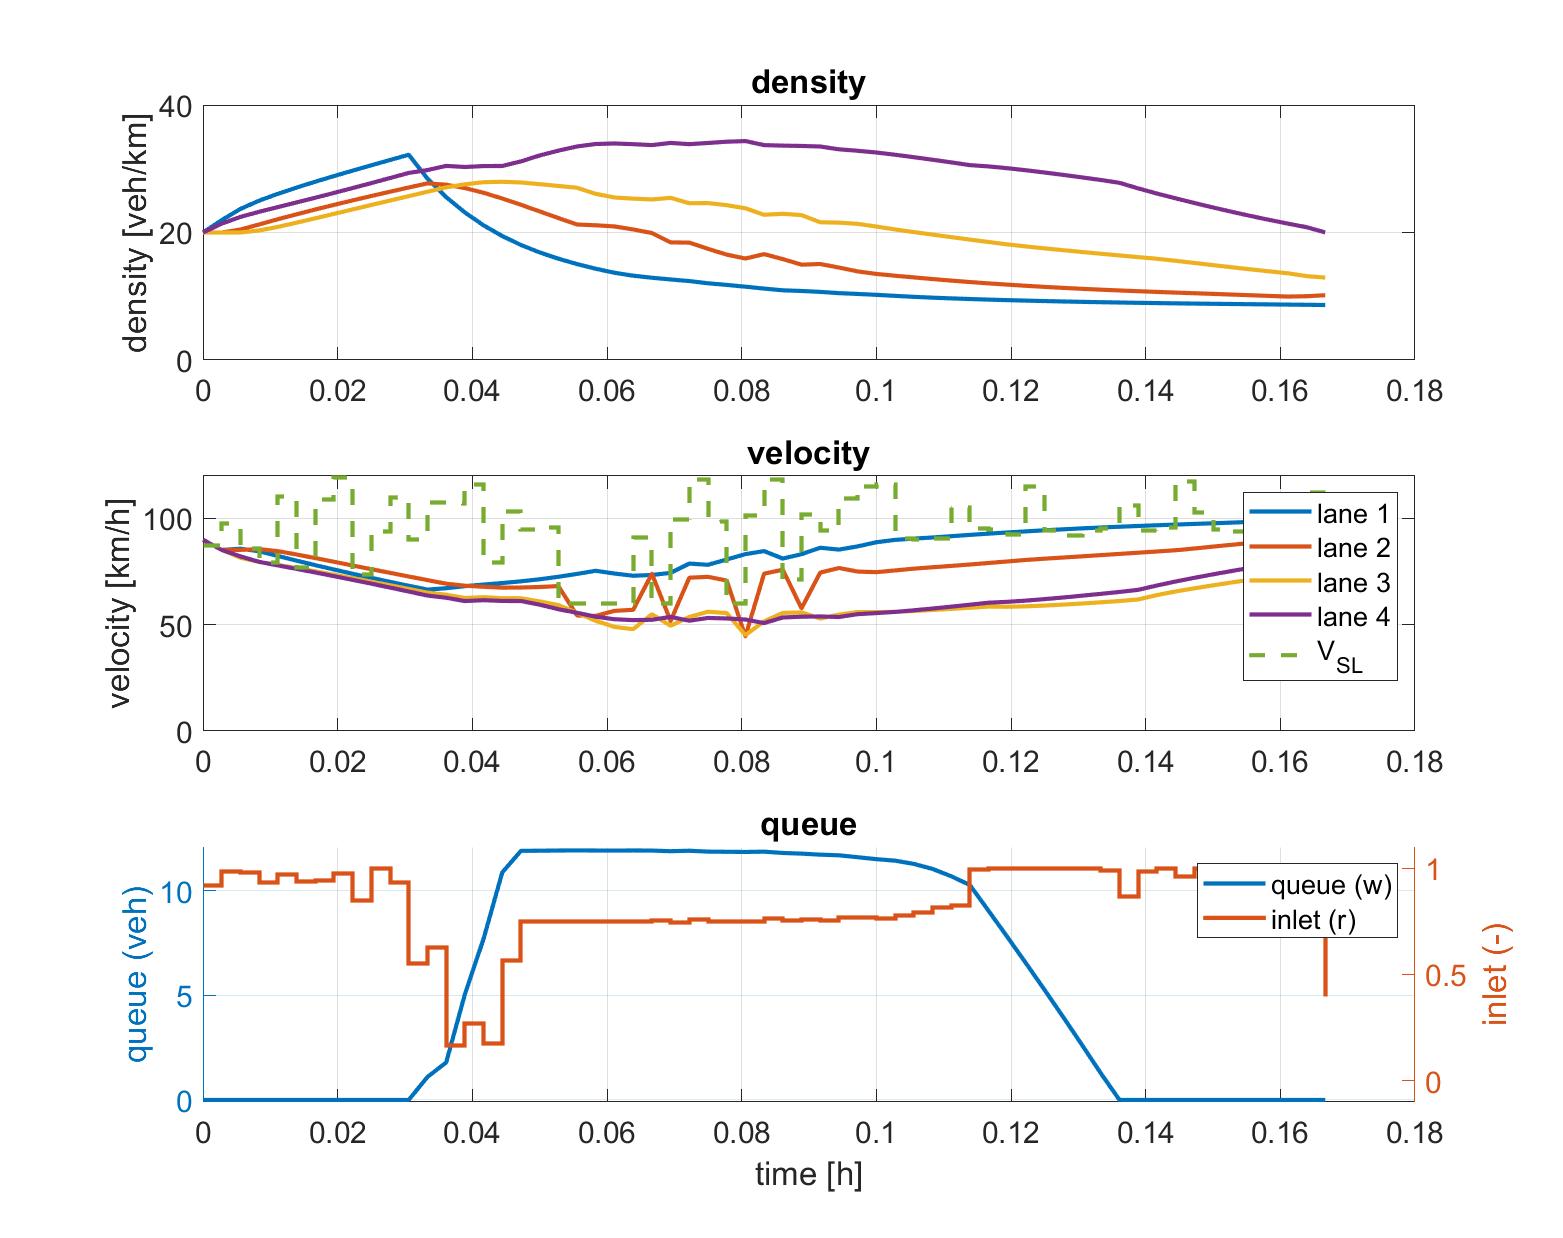 density
density [veh/km]
40
20
0
0 0.02 0.04 0.06 0.08 0.1 0.12 0.14 0.16 0.18
velocity
velocity [km/h]
100
50
0
lane 1
lane 2
lane 3
lane 4
V_SL
0 0.02 0.04 0.06 0.08 0.1 0.12 0.14 0.16 0.18
queue
queue (veh)
10
5
0
queue (w)
inlet (r)
1
0.5
0
inlet (-)
0 0.02 0.04 0.06 0.08 0.1 0.12 0.14 0.16 0.18
time [h]